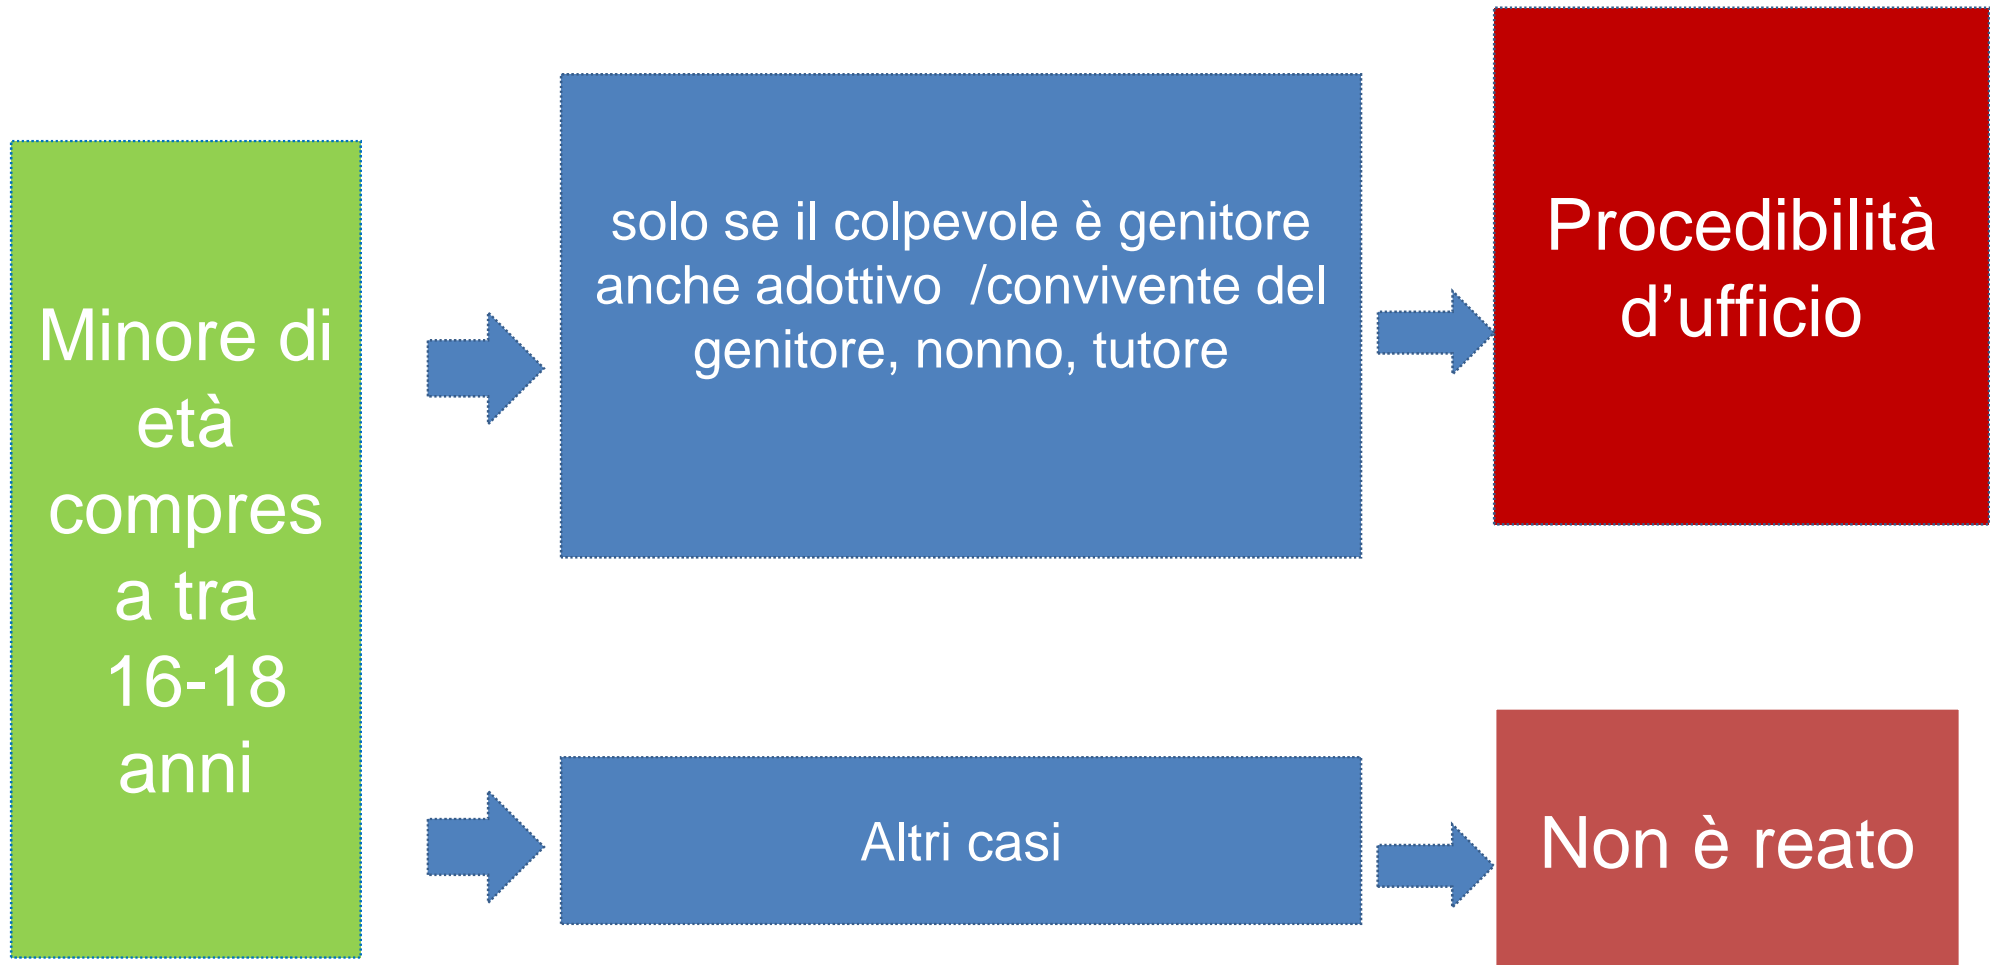 Minore di
età
compres
a tra
16-18
anni
solo se il colpevole è genitore
anche adottivo /convivente del
genitore, nonno, tutore
Procedibilità
d’ufficio
Altri casi
Non è reato